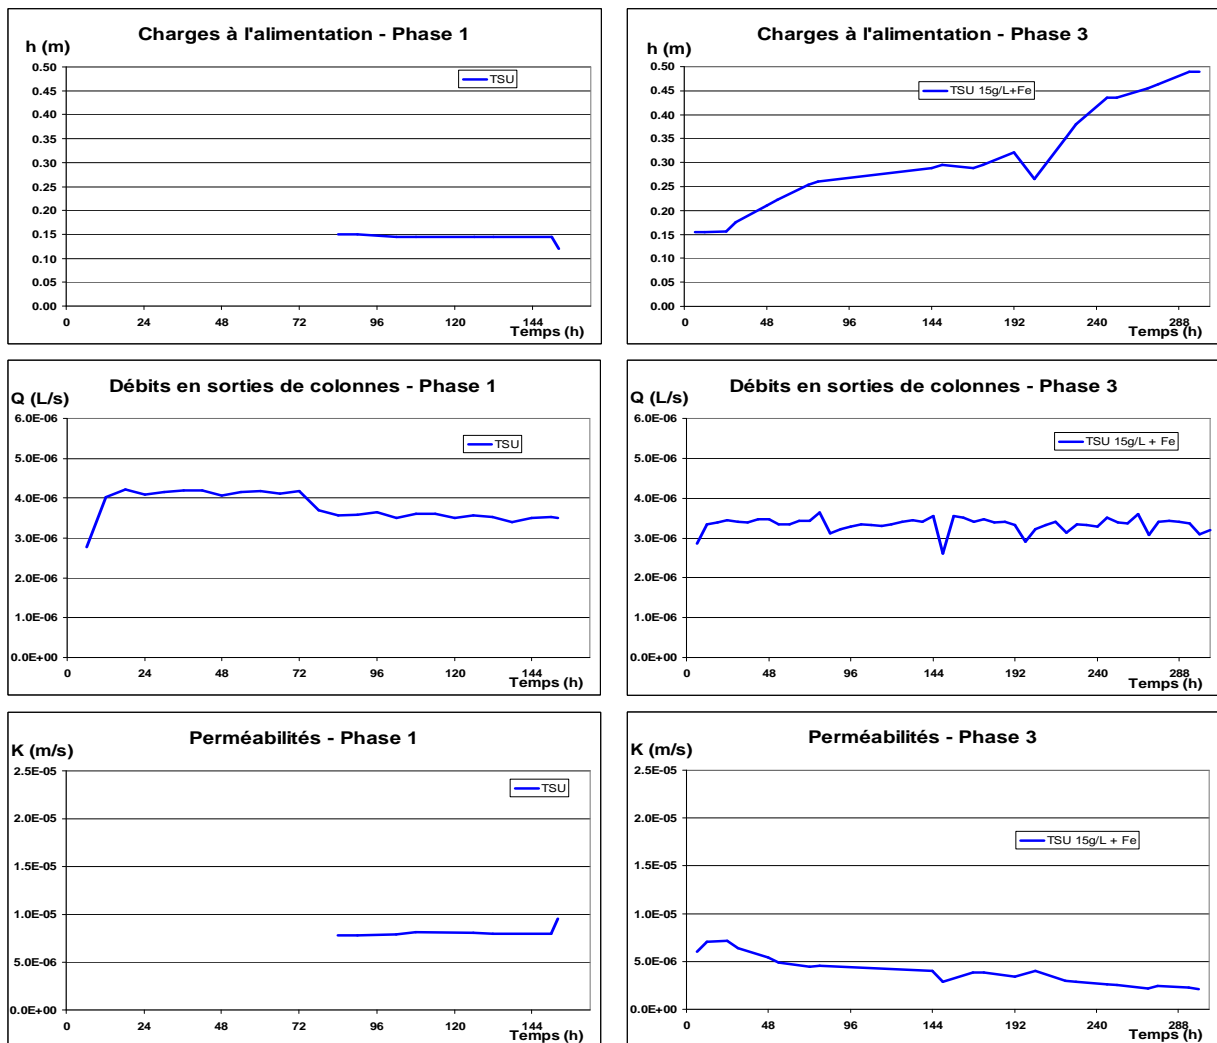 Charges à l'alimentation - Phase 1
h (m)
TSU
0.50
0.45
0.40
0.35
0.30
0.25
0.20
0.15
0.10
0.05
0.00
0 24 48 72 96 120 144
Temps (h)
Charges à l'alimentation - Phase 3
h (m)
TSU 15g/L+Fe
0.50
0.45
0.40
0.35
0.30
0.25
0.20
0.15
0.10
0.05
0.00
0 48 96 144 192 240 288
Temps (h)
Débits en sorties de colonnes - Phase 1
Q (L/s)
TSU
6.0E-06
5.0E-06
4.0E-06
3.0E-06
2.0E-06
1.0E-06
0.0E+00
0 24 48 72 96 120 144
Temps (h)
Débits en sorties de colonnes - Phase 3
Q (L/s)
TSU 15g/L + Fe
6.0E-06
5.0E-06
4.0E-06
3.0E-06
2.0E-06
1.0E-06
0.0E+00
0 48 96 144 192 240 288
Temps (h)
Perméabilités - Phase 1
K (m/s)
TSU
2.5E-05
2.0E-05
1.5E-05
1.0E-05
5.0E-06
0.0E+00
0 24 48 72 96 120 144
Temps (h)
Perméabilités - Phase 3
K (m/s)
TSU 15g/L + Fe
2.5E-05
2.0E-05
1.5E-05
1.0E-05
5.0E-06
0.0E+00
0 48 96 144 192 240 288
Temps (h)